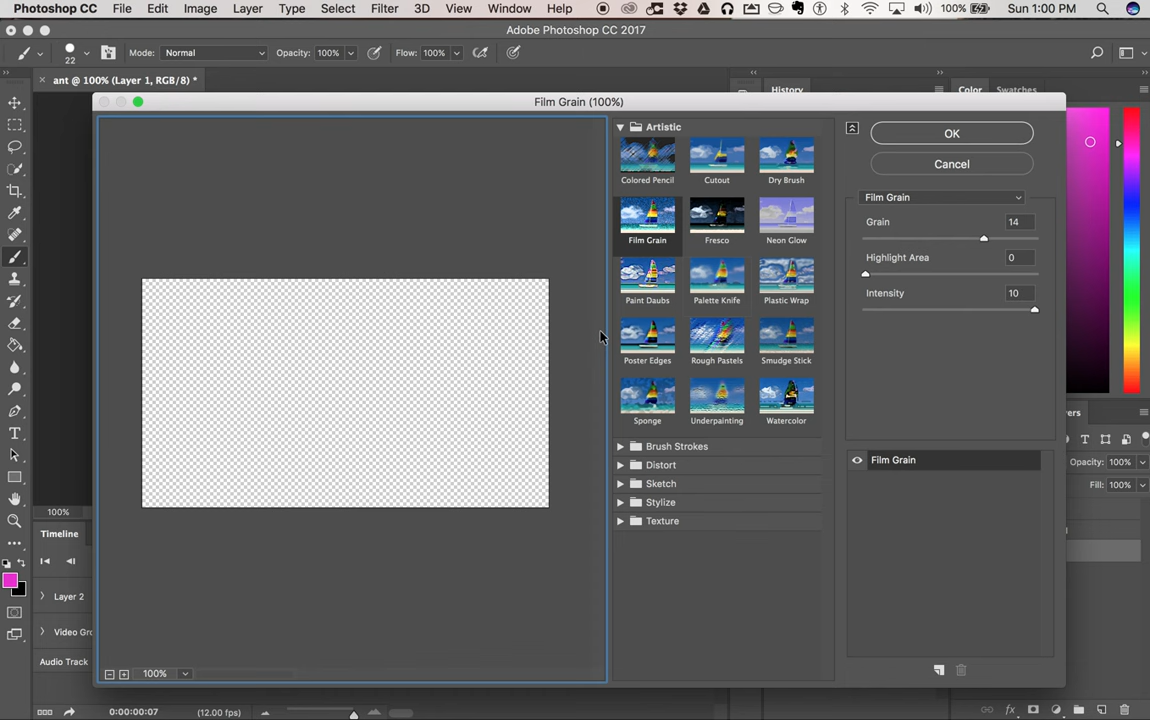 Photoshop CC File Edit Image Layer Type Select Filter 3D View Window Help 100% Sun 1:00 PM
Adobe Photoshop CC 2017
22 Mode: Normal Opacity: 100% Flow: 100%
ant @ 100% (Layer 1, RGB/8) * History Color Swatches
Film Grain (100%)
Artistic
OK
Cancel
Colored Pencil Cutout Dry Brush
Film Grain
Grain 14
Film Grain Fresco Neon Glow
Highlight Area 0
Intensity 10
Paint Daubs Palette Knife Plastic Wrap
Poster Edges Rough Pastels Smudge Stick
Sponge Underpainting Watercolor
Brush Strokes
Film Grain
Opacity: 100%
Distort
Sketch
Fill: 100%
Stylize
100%
Texture
Timeline
Layer 2
Video Gro
Audio Track
100%
0:00:00:07 (12.00 fps)
fx